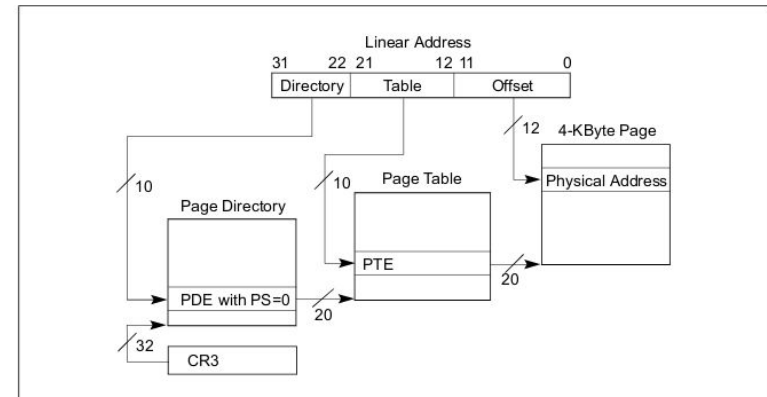 Linear Address
31 22 21 12 11 0
Directory Table Offset
12 4-KByte Page
10 10 Page Table Physical Address
Page Directory
PTE
20
PDE with PS=0
20
32
CR3